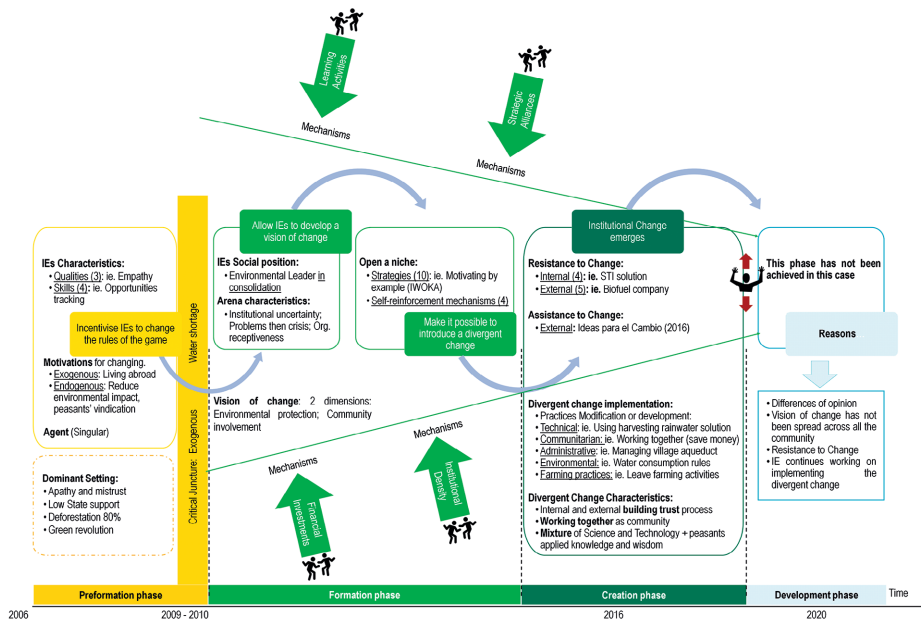 Learning
Activities
Mechanisms
Strategic
Alliances
Mechanisms
IEs Characteristics:
• Qualities (3): ie. Empathy
• Skills (4): ie. Opportunities
tracking
Incentivise IEs to change
the rules of the game
Motivations for changing.
• Exogenous: Living abroad
• Endogenous: Reduce
environmental impact,
peasants' vindication
Agent (Singular)
Dominant Setting:
• Apathy and mistrust
• Low State support
• Deforestation 80%
• Green revolution
Water shortage
Critical Juncture: Exogenous
Allow IEs to develop a
vision of change
IEs Social position:
• Environmental Leader in
consolidation
Arena characteristics:
• Institutional uncertainty;
Problems then crisis; Org.
receptiveness
Vision of change: 2 dimensions:
Environmental protection; Community
involvement
Open a niche:
• Strategies (10): ie. Motivating by
example (IWOKA)
• Self-reinforcement mechanisms (4)
Make it possible to
introduce a divergent
change
Mechanisms
Financial
Investments
Mechanisms
Institutional
Density
Institutional Change
emerges
Resistance to Change:
• Internal (4): ie. STI solution
• External (5): ie. Biofuel company
Assistance to Change:
• External: Ideas para el Cambio (2016)
Divergent change implementation:
• Practices Modification or development:
• Technical: ie. Using harvesting rainwater solution
• Communitarian: ie. Working together (save money)
• Administrative: ie. Managing village aqueduct
• Environmental: ie. Water consumption rules
• Farming practices: ie. Leave farming activities
Divergent Change Characteristics:
• Internal and external building trust process
• Working together as community
• Mixture of Science and Technology + peasants
applied knowledge and wisdom
This phase has not been
achieved in this case
Reasons
• Differences of opinion
• Vision of change has not
been spread across all the
community
• Resistance to Change
• IE continues working on
implementing the
divergent change
Preformation phase
Formation phase
Creation phase
Development phase
Time
2006
2009 - 2010
2016
2020